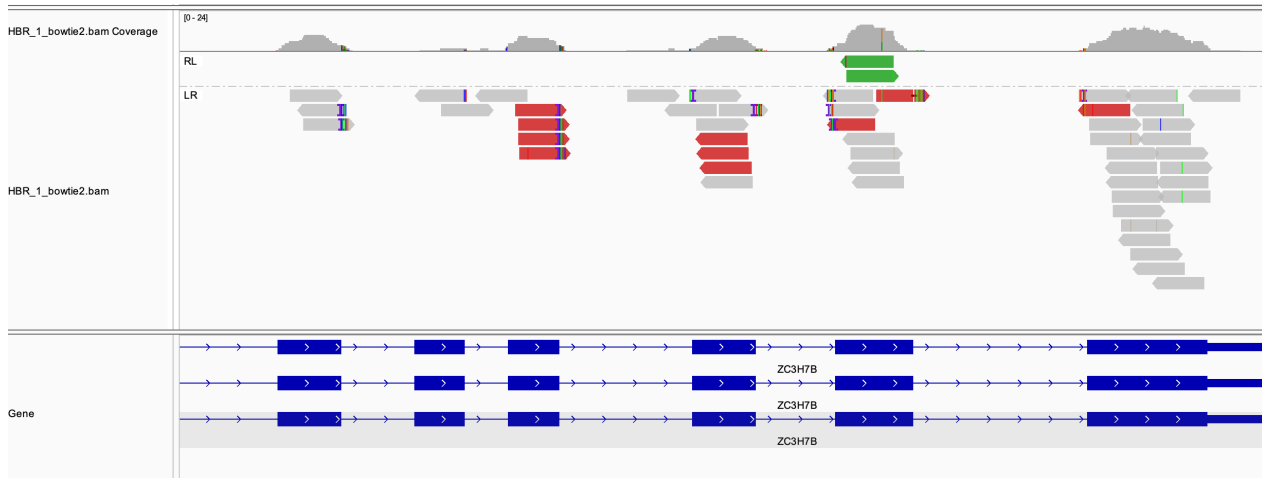 [0 - 24]
HBR_1_bowtie2.bam Coverage
RL
LR
HBR_1_bowtie2.bam
ZC3H7B
ZC3H7B
Gene
ZC3H7B